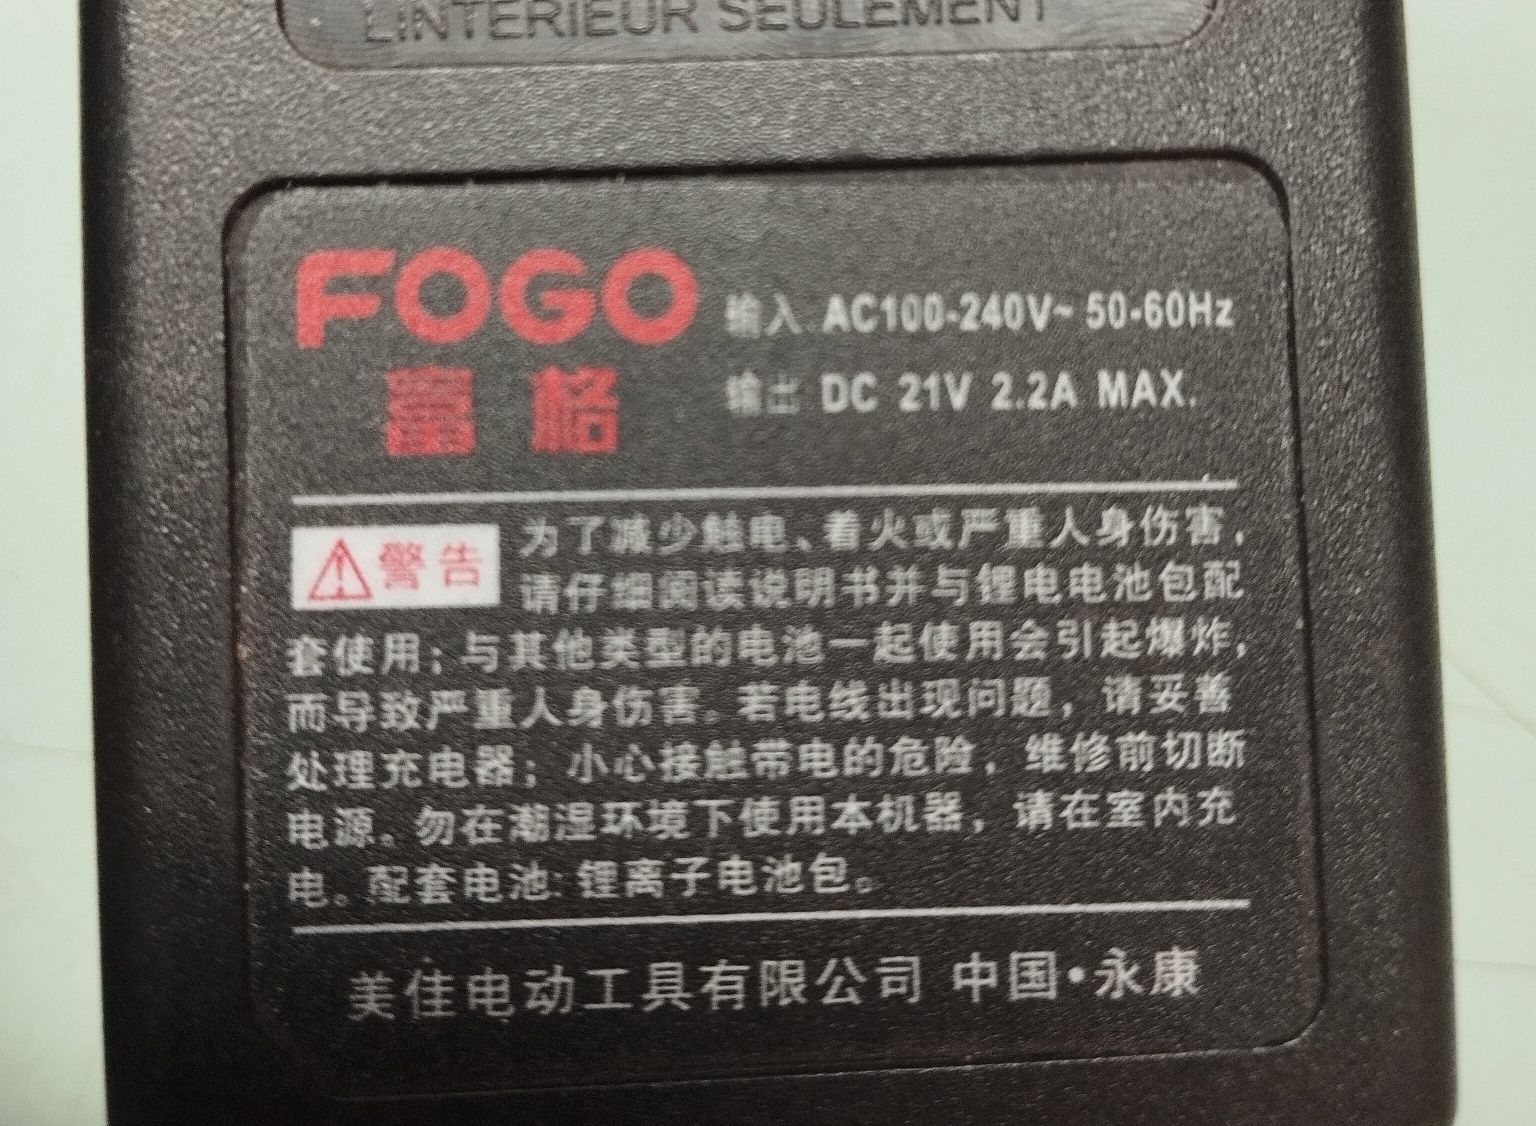 L'INTERIEUR SEULEMENT
FOGO
富格
输入 AC100-240V~ 50-60Hz
输出 DC 21V 2.2A MAX.
警告
为了减少触电、着火或严重人身伤害，
请仔细阅读说明书并与锂电电池包配
套使用；与其他类型的电池一起使用会引起爆炸，
而导致严重人身伤害。若电线出现问题，请妥善
处理充电器；小心接触带电的危险，维修前切断
电源。勿在潮湿环境下使用本机器，请在室内充
电。配套电池：锂离子电池包。
美佳电动工具有限公司 中国·永康